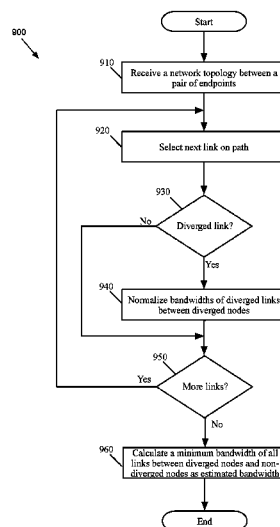 Start
900
910
Receive a network topology between a
pair of endpoints
920
Select next link on path
930
No
Diverged link?
Yes
940
Normalize bandwidths of diverged links
between diverged nodes
950
Yes
More links?
No
960
Calculate a minimum bandwidth of all
links between diverged nodes and non-
diverged nodes as estimated bandwidth
End